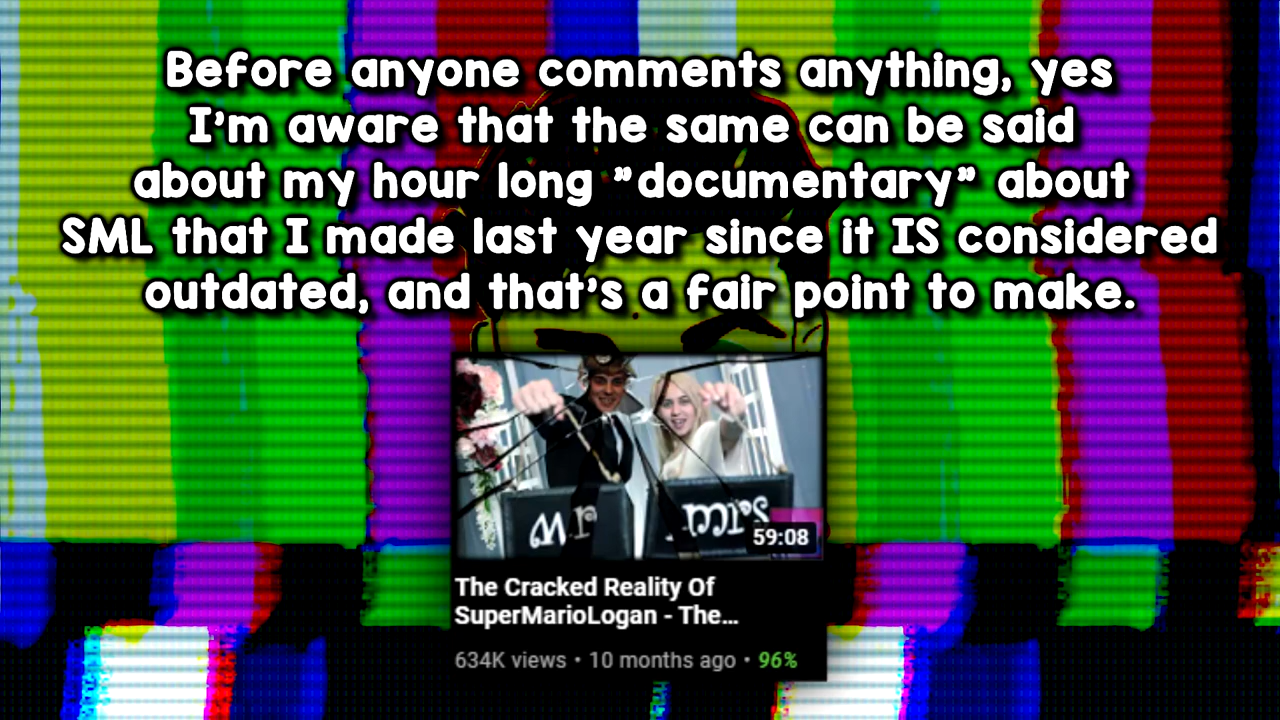 Before anyone comments anything, yes
I'm aware that the same can be said
about my hour long "documentary" about
SML that I made last year since it IS considered
outdated, and that's a fair point to make.
Mr
mrs
59:08
The Cracked Reality Of
SuperMarioLogan - The...
634K views • 10 months ago • 96%